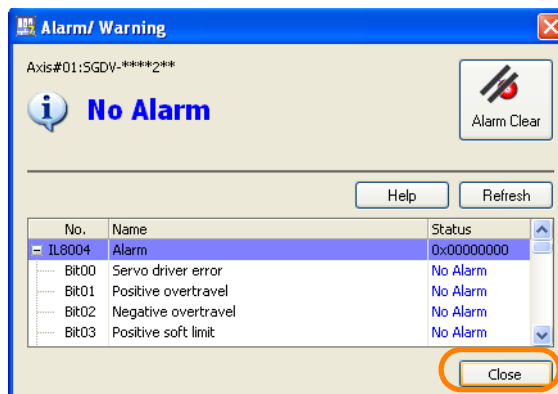 Alarm/ Warning
Axis#01:SGDV-****2**
No Alarm
Alarm Clear
Help Refresh
No. Name Status
IL8004 Alarm 0x00000000
Bit00 Servo driver error No Alarm
Bit01 Positive overtravel No Alarm
Bit02 Negative overtravel No Alarm
Bit03 Positive soft limit No Alarm
Close